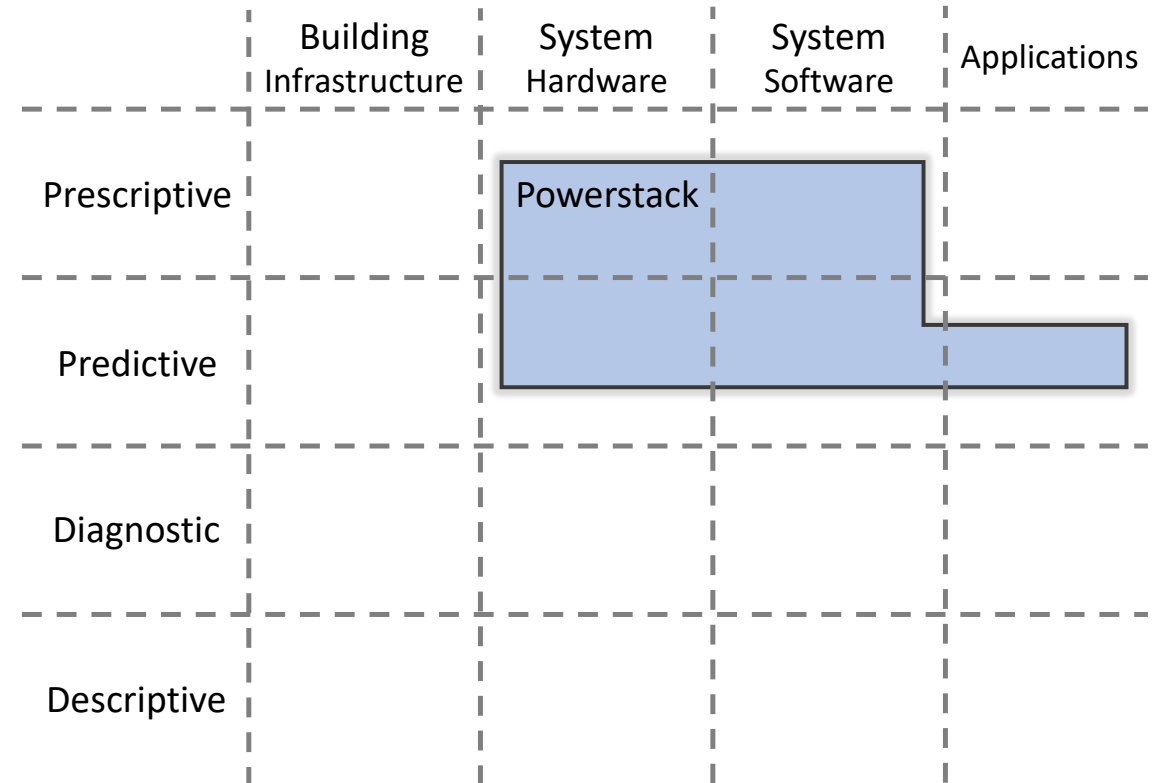 Building
Infrastructure
System
Hardware
System
Software
Applications
Prescriptive
Powerstack
Predictive
Diagnostic
Descriptive